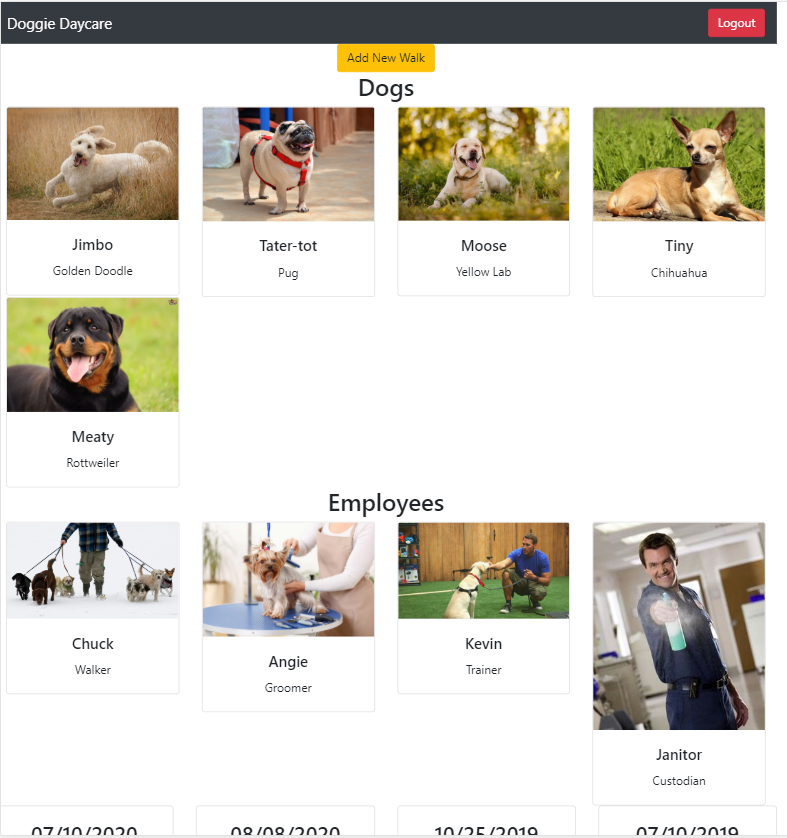 Doggie Daycare Logout
Add New Walk
Dogs
Jimbo Tater-tot Moose Tiny
Golden Doodle Pug Yellow Lab Chihuahua
Meaty
Rottweiler
Employees
Chuck Angie Kevin Janitor
Walker Groomer Trainer Custodian
07/10/2020 08/08/2020 10/25/2019 07/10/2019